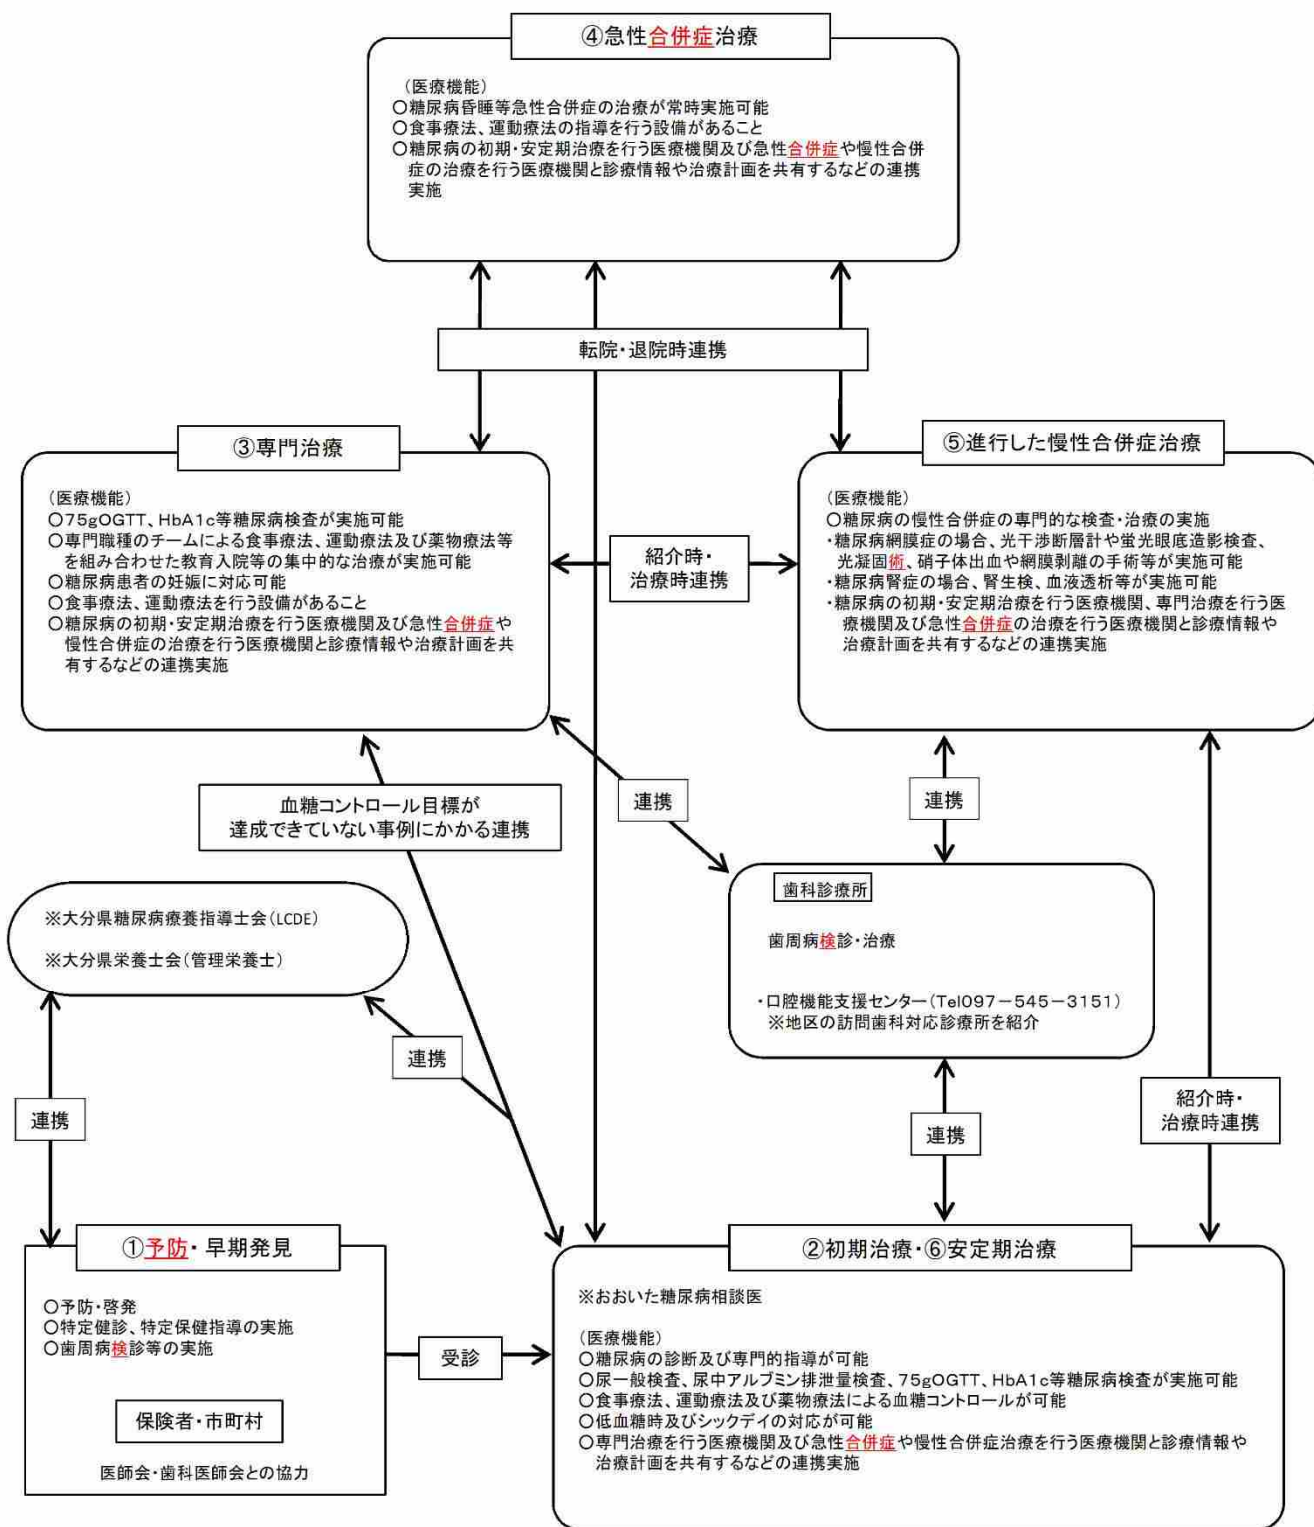 ④急性合併症治療
（医療機能）
○糖尿病昏睡等急性合併症の治療が常時実施可能
○食事療法、運動療法の指導を行う設備があること
○糖尿病の初期・安定期治療を行う医療機関及び急性合併症や慢性合併
症の治療を行う医療機関と診療情報や治療計画を共有するなどの連携
実施
転院・退院時連携
③専門治療
（医療機能）
○75gOGTT、HbA1c等糖尿病検査が実施可能
○専門職種のチームによる食事療法、運動療法及び薬物療法等
を組み合わせた教育入院等の集中的な治療が実施可能
○糖尿病患者の妊娠に対応可能
○食事療法、運動療法を行う設備があること
○糖尿病の初期・安定期治療を行う医療機関及び急性合併症や
慢性合併症の治療を行う医療機関と診療情報や治療計画を共
有するなどの連携実施
紹介時・
治療時連携
⑤進行した慢性合併症治療
（医療機能）
○糖尿病の慢性合併症の専門的な検査・治療の実施
・糖尿病網膜症の場合、光干渉断層計や蛍光眼底造影検査、
光凝固術、硝子体出血や網膜剥離の手術等が実施可能
・糖尿病腎症の場合、腎生検、血液透析等が実施可能
・糖尿病の初期・安定期治療を行う医療機関、専門治療を行う医
療機関及び急性合併症の治療を行う医療機関と診療情報や
治療計画を共有するなどの連携実施
血糖コントロール目標が
達成できていない事例にかかる連携
連携
連携
※大分県糖尿病療養指導士会（LCDE）
※大分県栄養士会（管理栄養士）
歯科診療所
歯周病検診・治療
・口腔機能支援センター（Tel097－545－3151）
※地区の訪問歯科対応診療所を紹介
連携
連携
連携
紹介時・
治療時連携
①予防・早期発見
○予防・啓発
○特定健診、特定保健指導の実施
○歯周病検診等の実施
保険者・市町村
医師会・歯科医師会との協力
受診
②初期治療・⑥安定期治療
※おおいた糖尿病相談医
（医療機能）
○糖尿病の診断及び専門的指導が可能
○尿一般検査、尿中アルブミン排泄量検査、75gOGTT、HbA1c等糖尿病検査が実施可能
○食事療法、運動療法及び薬物療法による血糖コントロールが可能
○低血糖時及びシックデイの対応が可能
○専門治療を行う医療機関及び急性合併症や慢性合併症治療を行う医療機関と診療情報や
治療計画を共有するなどの連携実施